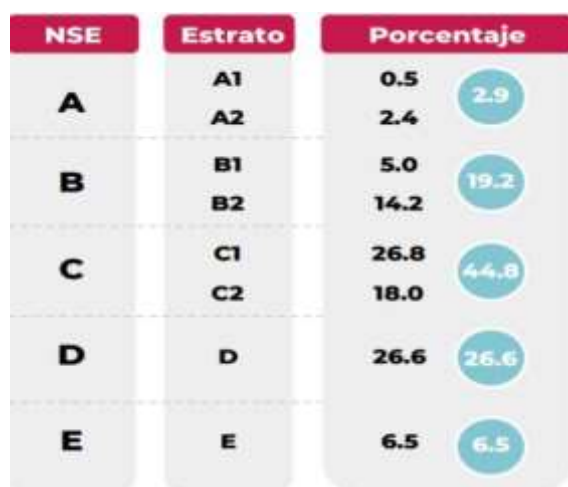 NSE Estrato Porcentaje
A1 0.5
A 2.9
A2 2.4
B1 5.0
B 19.2
B2 14.2
C1 26.8
C 44.8
C2 18.0
D D 26.6 26.6
E E 6.5 6.5